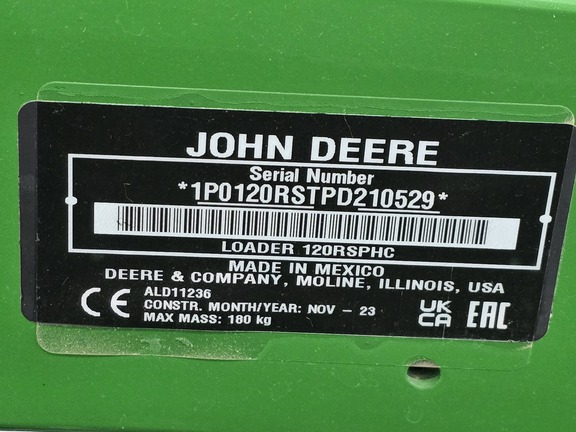 JOHN DEERE
Serial Number
*1P0120RSTPD210529*
LOADER 120RSPHC
MADE IN MEXICO
DEERE & COMPANY, MOLINE, ILLINOIS, USA
CE ALD11236
CONSTR. MONTH/YEAR: NOV - 23
MAX MASS: 180 kg
UK CA EAC